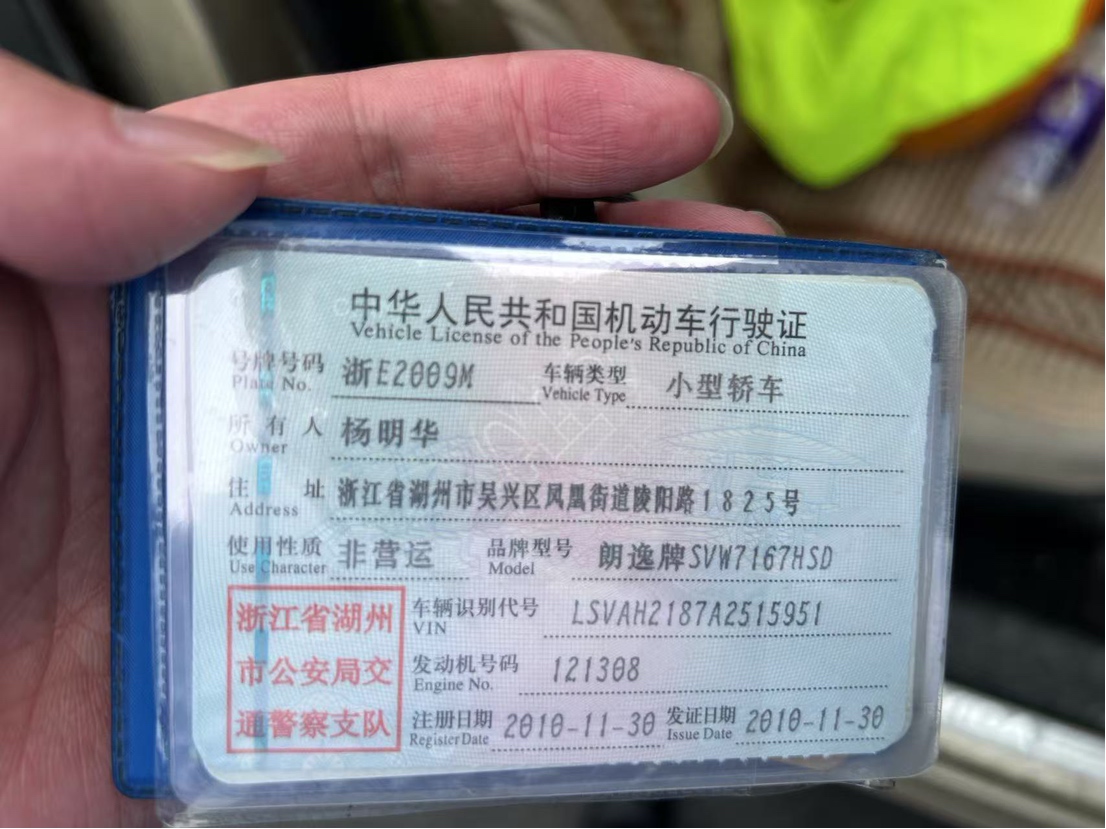 中华人民共和国机动车行驶证
Vehicle License of the People's Republic of China
号牌号码 浙E2009M 车辆类型 小型轿车
Plate No. Vehicle Type
所有人 杨明华
Owner
住址 浙江省湖州市吴兴区凤凰街道陵阳路1825号
Address
使用性质 非营运 品牌型号 朗逸牌SVW7167HSD
Use Character Model
浙江省湖州 车辆识别代号 LSVAH2187A2515951
VIN
市公安局交 发动机号码 121308
Engine No.
通警察支队 注册日期 2010-11-30 发证日期 2010-11-30
Register Date Issue Date